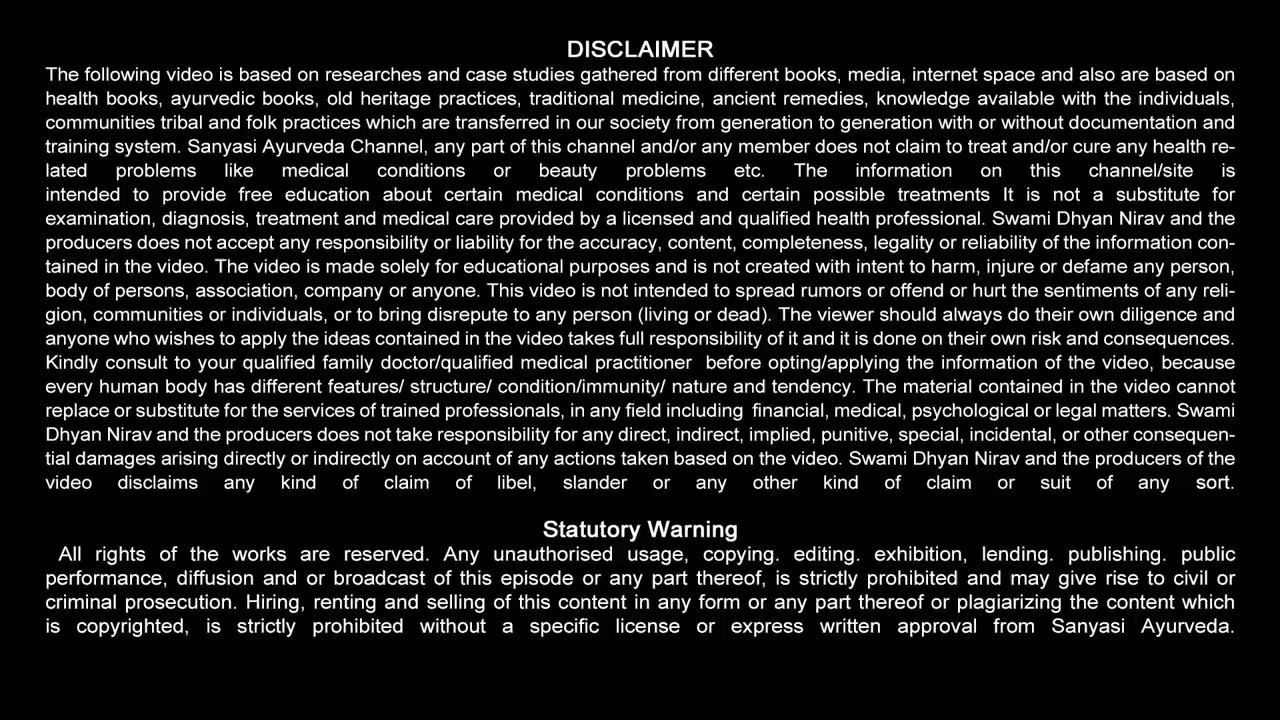 DISCLAIMER
The following video is based on researches and case studies gathered from different books, media, internet space and also are based on
health books, ayurvedic books, old heritage practices, traditional medicine, ancient remedies, knowledge available with the individuals,
communities tribal and folk practices which are transferred in our society from generation to generation with or without documentation and
training system. Sanyasi Ayurveda Channel, any part of this channel and/or any member does not claim to treat and/or cure any health re-
lated problems like medical conditions or beauty problems etc. The information on this channel/site is
intended to provide free education about certain medical conditions and certain possible treatments It is not a substitute for
examination, diagnosis, treatment and medical care provided by a licensed and qualified health professional. Swami Dhyan Nirav and the
producers does not accept any responsibility or liability for the accuracy, content, completeness, legality or reliability of the information con-
tained in the video. The video is made solely for educational purposes and is not created with intent to harm, injure or defame any person,
body of persons, association, company or anyone. This video is not intended to spread rumors or offend or hurt the sentiments of any reli-
gion, communities or individuals, or to bring disrepute to any person (living or dead). The viewer should always do their own diligence and
anyone who wishes to apply the ideas contained in the video takes full responsibility of it and it is done on their own risk and consequences.
Kindly consult to your qualified family doctor/qualified medical practitioner before opting/applying the information of the video, because
every human body has different features/ structure/ condition/immunity/ nature and tendency. The material contained in the video cannot
replace or substitute for the services of trained professionals, in any field including financial, medical, psychological or legal matters. Swami
Dhyan Nirav and the producers does not take responsibility for any direct, indirect, implied, punitive, special, incidental, or other consequen-
tial damages arising directly or indirectly on account of any actions taken based on the video. Swami Dhyan Nirav and the producers of the
video disclaims any kind of claim of libel, slander or any other kind of claim or suit of any sort.
Statutory Warning
All rights of the works are reserved. Any unauthorised usage, copying. editing. exhibition, lending. publishing. public
performance, diffusion and or broadcast of this episode or any part thereof, is strictly prohibited and may give rise to civil or
criminal prosecution. Hiring, renting and selling of this content in any form or any part thereof or plagiarizing the content which
is copyrighted, is strictly prohibited without a specific license or express written approval from Sanyasi Ayurveda.